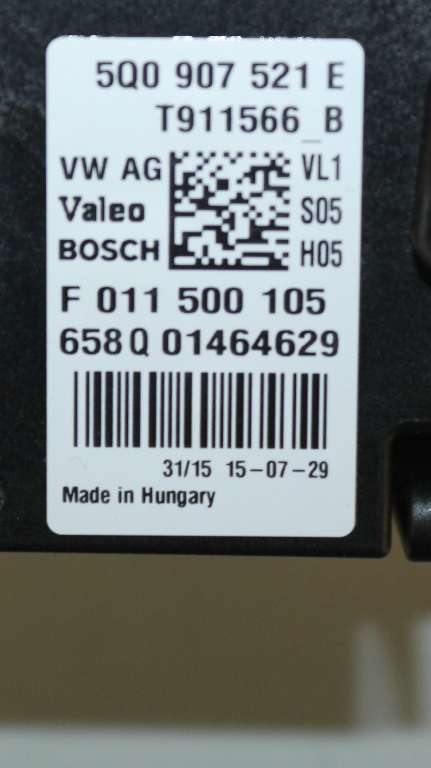 5Q0 907 521 E
T911566_B
VW AG VL1
Valeo S05
BOSCH H05
F 011 500 105
658Q 01464629
31/15 15-07-29
Made in Hungary